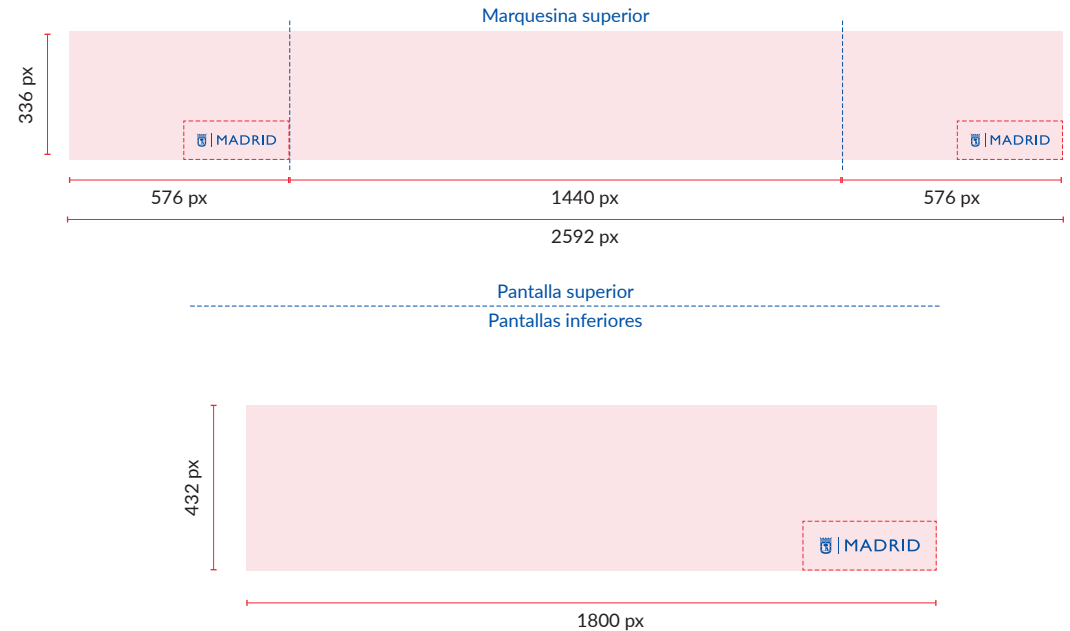 Marquesina superior
336 px
MADRID
MADRID
576 px
1440 px
576 px
2592 px
Pantalla superior
Pantallas inferiores
432 px
MADRID
1800 px